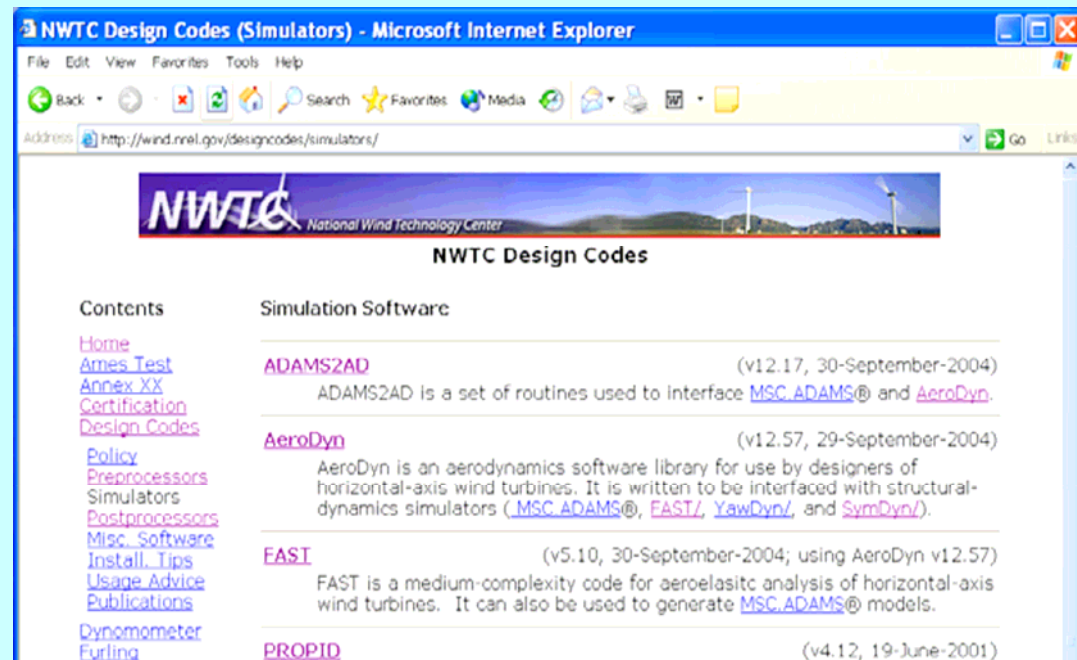 NWTC Design Codes (Simulators) - Microsoft Internet Explorer
File Edit View Favorites Tools Help
Back Search Favorites Media
Address http://wind.nrel.gov/designcodes/simulators/ Go Links
NWTC National Wind Technology Center
NWTC Design Codes
Contents
Home
Ames Test
Annex XX
Certification
Design Codes
Policy
Preprocessors
Simulators
Postprocessors
Misc. Software
Install. Tips
Usage Advice
Publications
Dynomometer
Furling
Simulation Software
ADAMS2AD (v12.17, 30-September-2004)
ADAMS2AD is a set of routines used to interface MSC.ADAMS® and AeroDyn.
AeroDyn (v12.57, 29-September-2004)
AeroDyn is an aerodynamics software library for use by designers of
horizontal-axis wind turbines. It is written to be interfaced with structural-
dynamics simulators ( MSC.ADAMS®, FAST/, YawDyn/, and SymDyn/).
FAST (v5.10, 30-September-2004; using AeroDyn v12.57)
FAST is a medium-complexity code for aeroelasitc analysis of horizontal-axis
wind turbines. It can also be used to generate MSC.ADAMS® models.
PROPID (v4.12, 19-June-2001)